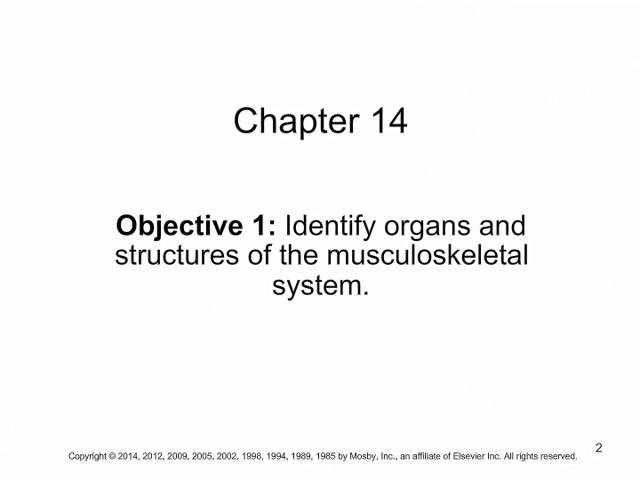 Chapter 14
Objective 1: Identify organs and
structures of the musculoskeletal
system.
2
Copyright © 2014, 2012, 2009, 2005, 2002, 1998, 1994, 1989, 1985 by Mosby, Inc., an affiliate of Elsevier Inc. All rights reserved.